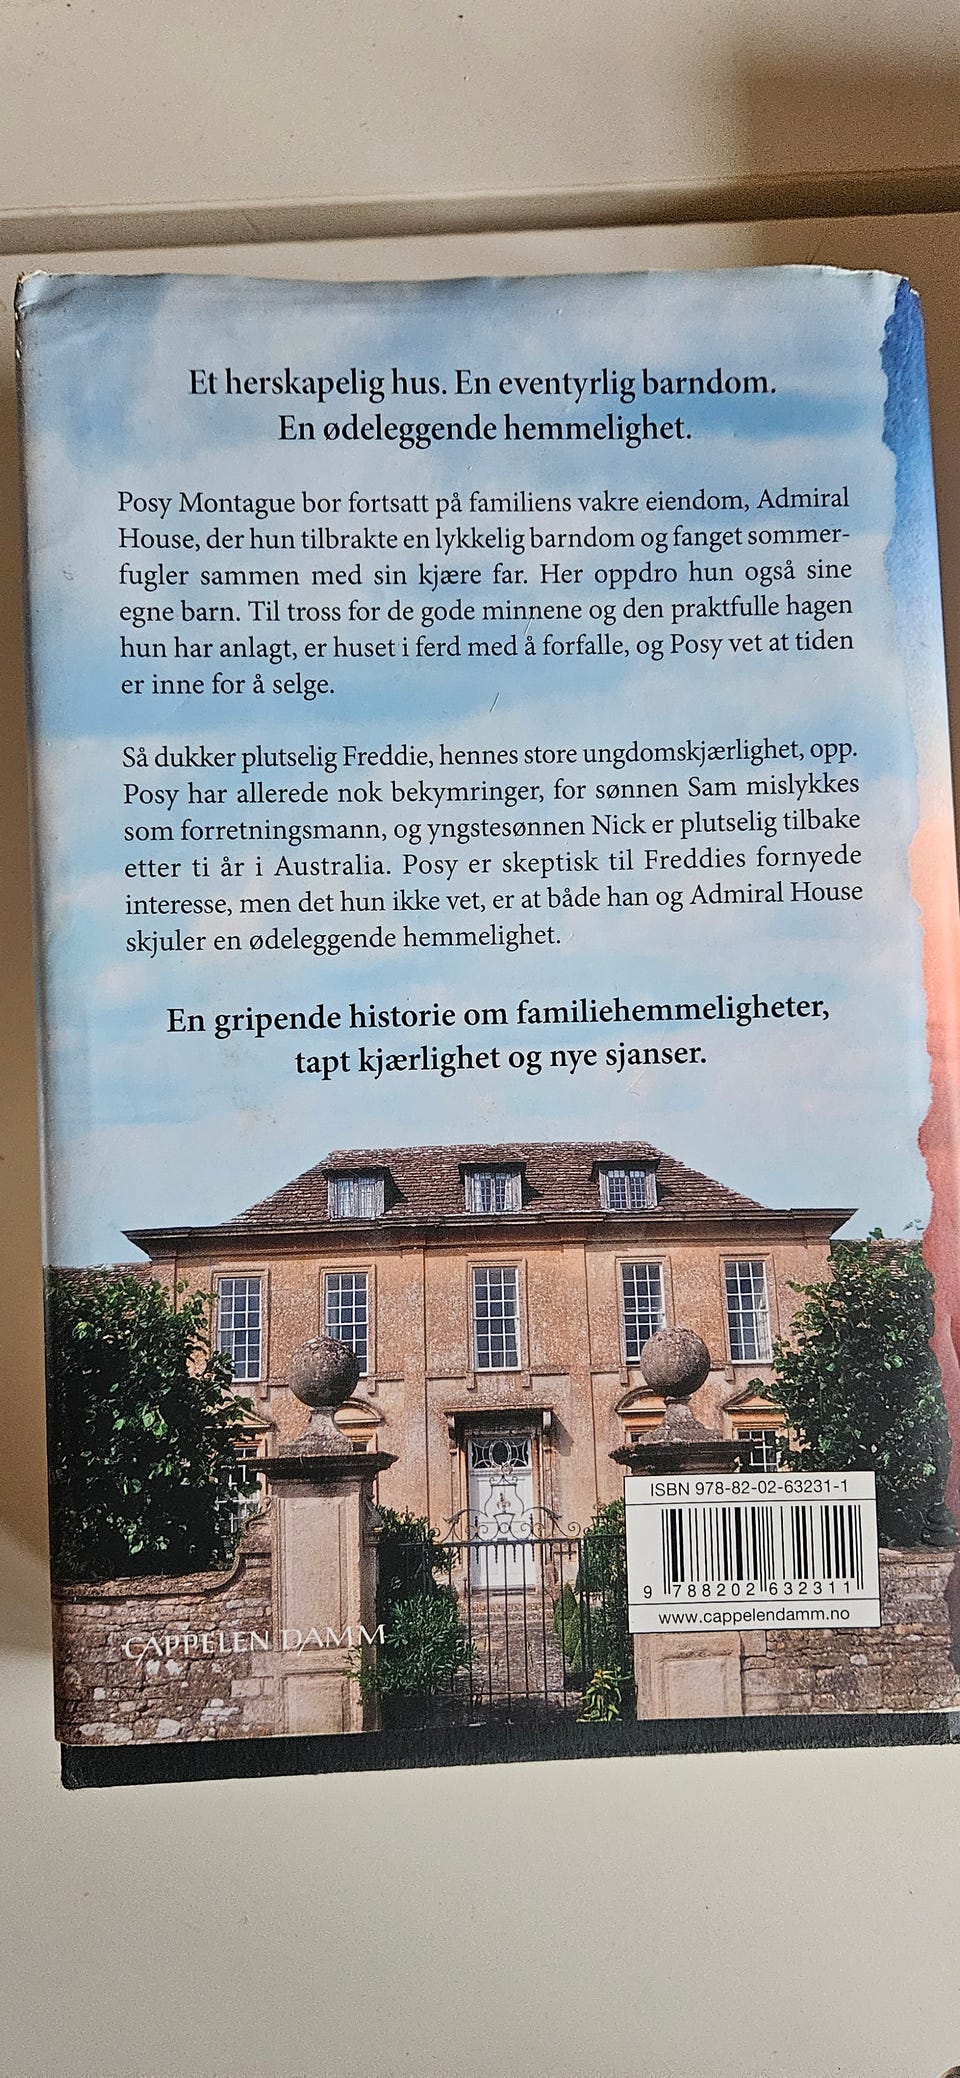 Et herskapelig hus. En eventyrlig barndom.
En ødeleggende hemmelighet.
Posy Montague bor fortsatt på familiens vakre eiendom, Admiral
House, der hun tilbrakte en lykkelig barndom og fanget sommer-
fugler sammen med sin kjære far. Her oppdro hun også sine
egne barn. Til tross for de gode minnene og den praktfulle hagen
hun har anlagt, er huset i ferd med å forfalle, og Posy vet at tiden
er inne for å selge.
Så dukker plutselig Freddie, hennes store ungdomskjærlighet, opp.
Posy har allerede nok bekymringer, for sønnen Sam mislykkes
som forretningsmann, og yngstesønnen Nick er plutselig tilbake
etter ti år i Australia. Posy er skeptisk til Freddies fornyede
interesse, men det hun ikke vet, er at både han og Admiral House
skjuler en ødeleggende hemmelighet.
En gripende historie om familiehemmeligheter,
tapt kjærlighet og nye sjanser.
ISBN 978-82-02-63231-1
9 788202 632311
www.cappelendamm.no
CAPPELEN DAMM